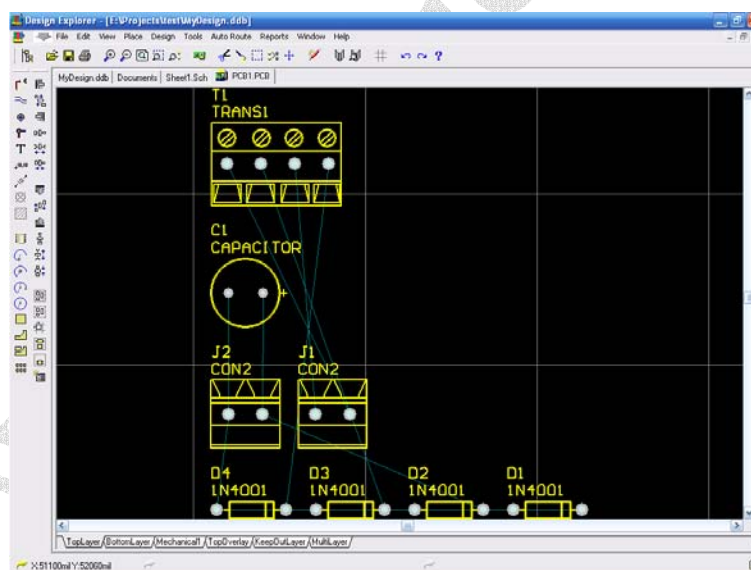 Design Explorer - [E:\Projects\test\MyDesign.ddb]
File Edit View Place Design Tools Auto Route Reports Window Help
MyDesign.ddb Documents Sheet1.Sch PCB1.PCB
T1
TRANS1
C1
CAPACITOR
+
J2 J1
CON2 CON2
D4 D3 D2 D1
1N4001 1N4001 1N4001 1N4001
TopLayer BottomLayer Mechanical1 TopOverlay KeepOutLayer MultiLayer
X:51100mil Y:52060mil